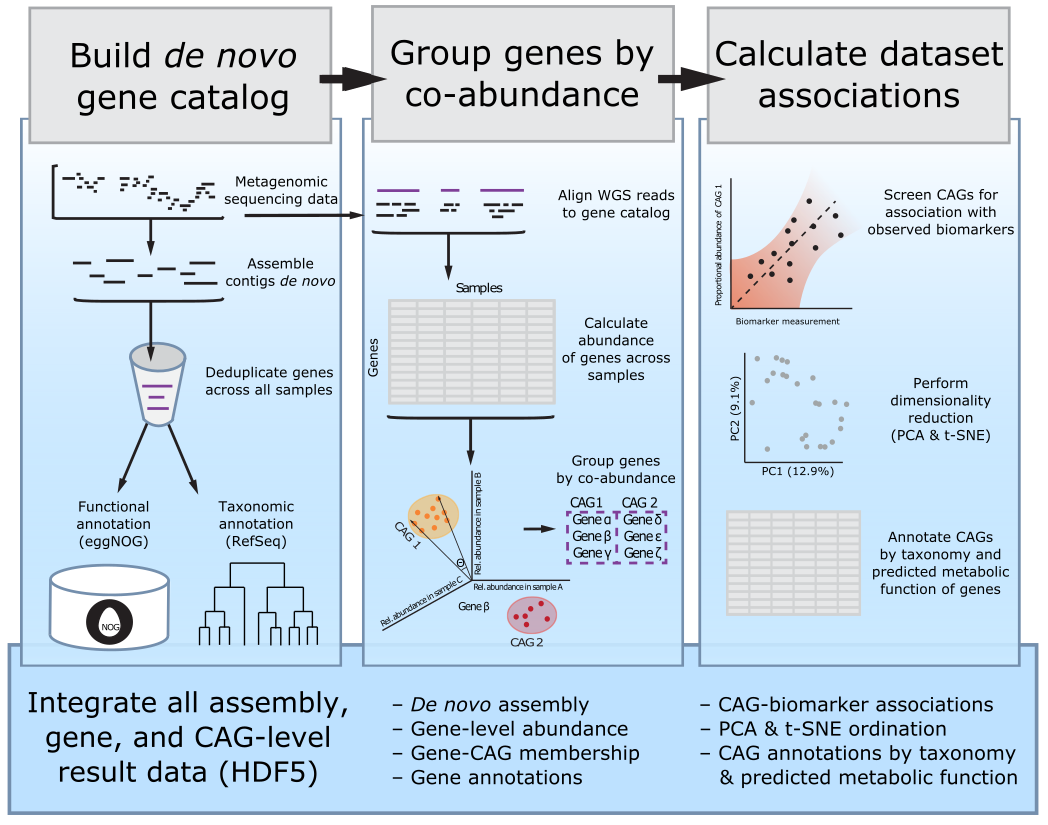 Build de novo
gene catalog
Group genes by
co-abundance
Calculate dataset
associations
Metagenomic
sequencing data
Assemble
contigs de novo
Deduplicate genes
across all samples
Functional
annotation
(eggNOG)
Taxonomic
annotation
(RefSeq)
NOG
Align WGS reads
to gene catalog
Samples
Genes
Calculate
abundance
of genes across
samples
Group genes
by co-abundance
CAG1
Gene α
Gene β
Gene γ
CAG 2
Gene δ
Gene ε
Gene ζ
CAG 1
Θ
Rel. abundance in sample B
Rel. abundance in sample C
Rel. abundance in sample A
Gene β
CAG 2
Proportional abundance of CAG 1
Biomarker measurement
Screen CAGs for
association with
observed biomarkers
PC2 (9.1%)
PC1 (12.9%)
Perform
dimensionality
reduction
(PCA & t-SNE)
Annotate CAGs
by taxonomy and
predicted metabolic
function of genes
Integrate all assembly,
gene, and CAG-level
result data (HDF5)
– De novo assembly
– Gene-level abundance
– Gene-CAG membership
– Gene annotations
– CAG-biomarker associations
– PCA & t-SNE ordination
– CAG annotations by taxonomy
& predicted metabolic function